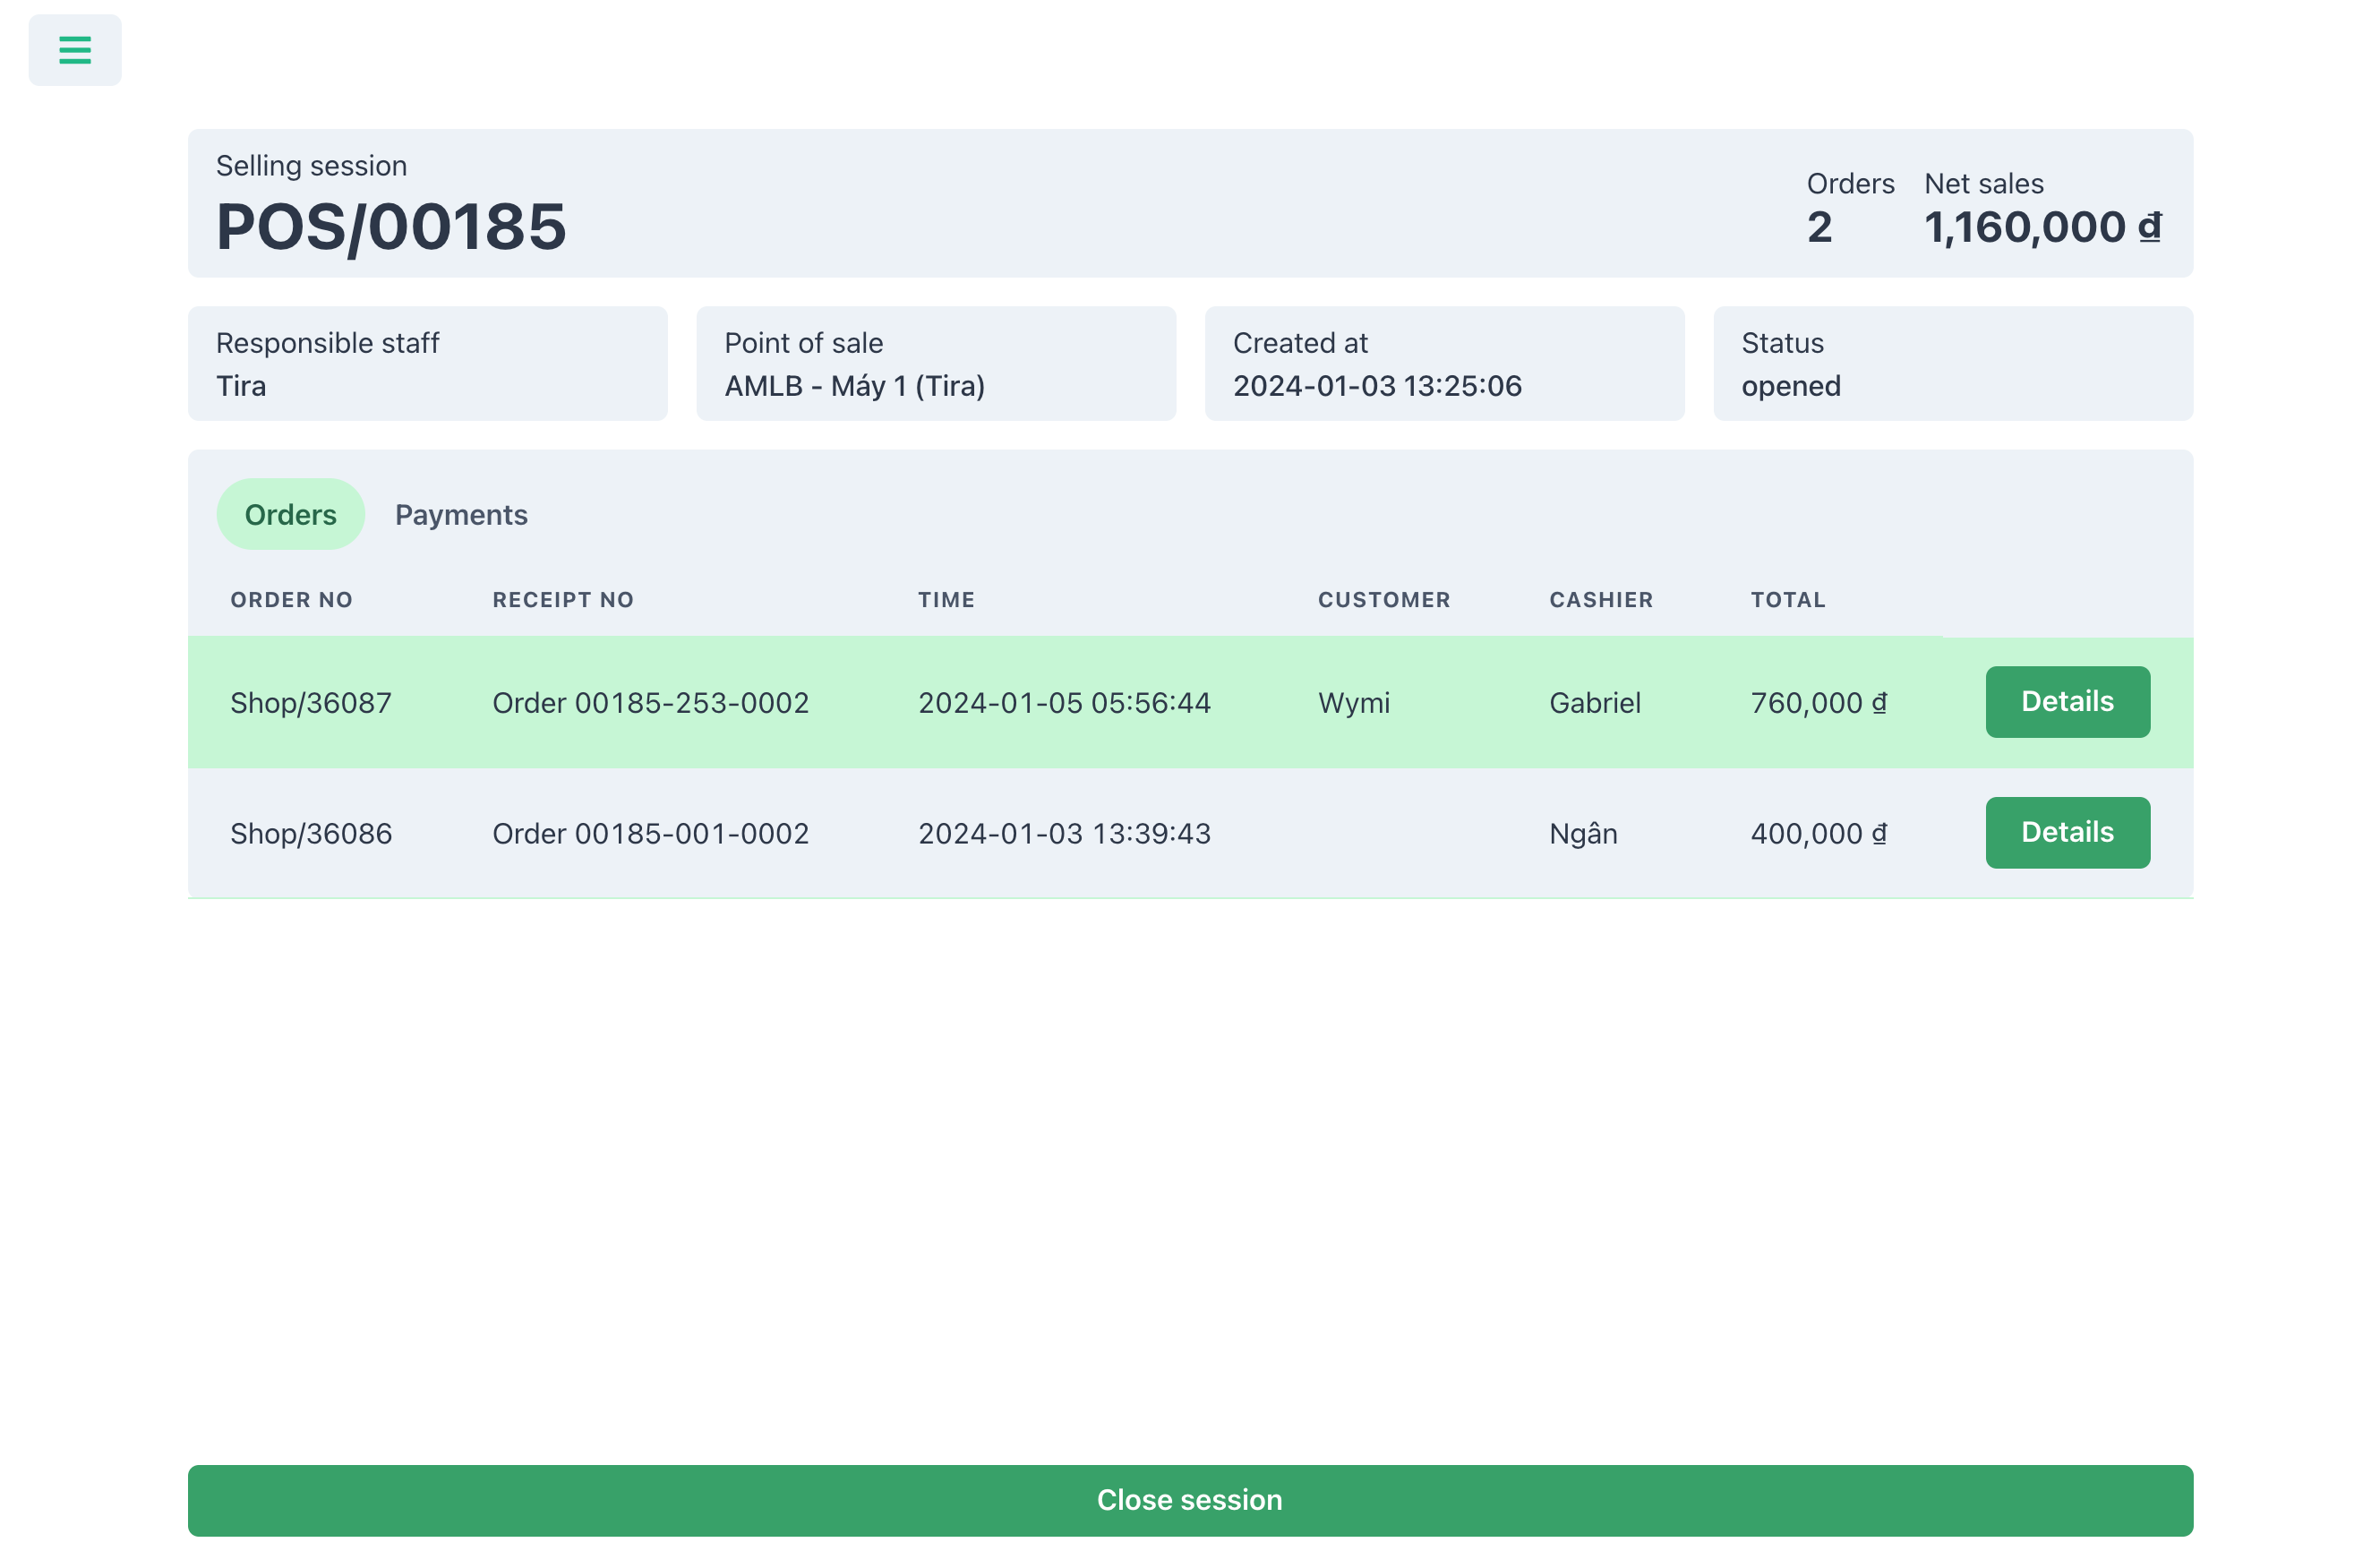 Selling session
POS/00185
Orders Net sales
2 1,160,000 ₫
Responsible staff
Tira
Point of sale
AMLB - Máy 1 (Tira)
Created at
2024-01-03 13:25:06
Status
opened
Orders Payments
ORDER NO RECEIPT NO TIME CUSTOMER CASHIER TOTAL
Shop/36087 Order 00185-253-0002 2024-01-05 05:56:44 Wymi Gabriel 760,000 ₫ Details
Shop/36086 Order 00185-001-0002 2024-01-03 13:39:43 Ngân 400,000 ₫ Details
Close session